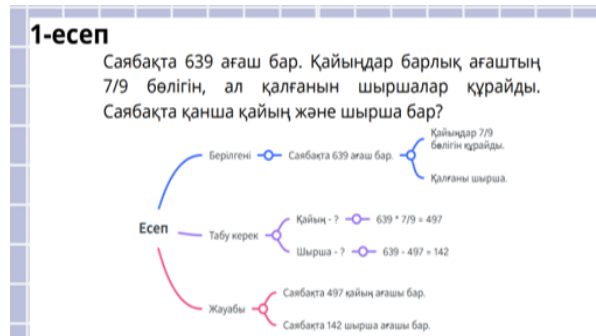 1-есеп
Саябақта 639 ағаш бар. Қайыңдар барлық ағаштың
7/9 бөлігін, ал қалғанын шыршалар құрайды.
Саябақта қанша қайың және шырша бар?
Қайыңдар 7/9
бөлігін құрайды.
Берілгені
Саябақта 639 ағаш бар.
Қалғаны шырша.
Есеп
Табу керек
Қайың - ?
639 * 7/9 = 497
Шырша - ?
639 - 497 = 142
Жауабы
Саябақта 497 қайың ағашы бар.
Саябақта 142 шырша ағашы бар.